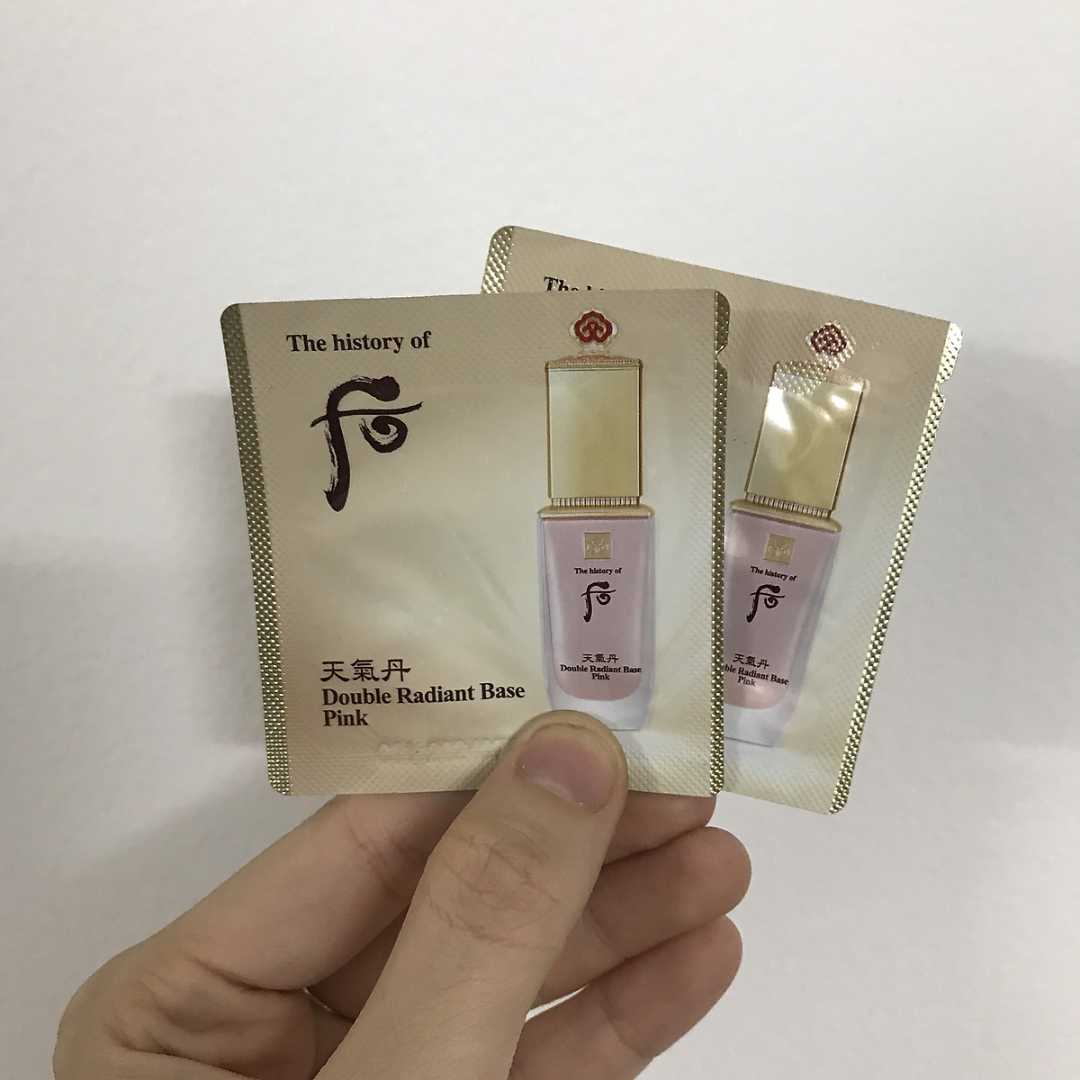 The history of
后
天氣丹
Double Radiant Base
Pink
The history of
后
天氣丹
Double Radiant Base
Pink
The
The history of
后
天氣丹
Radiant Base
Pink